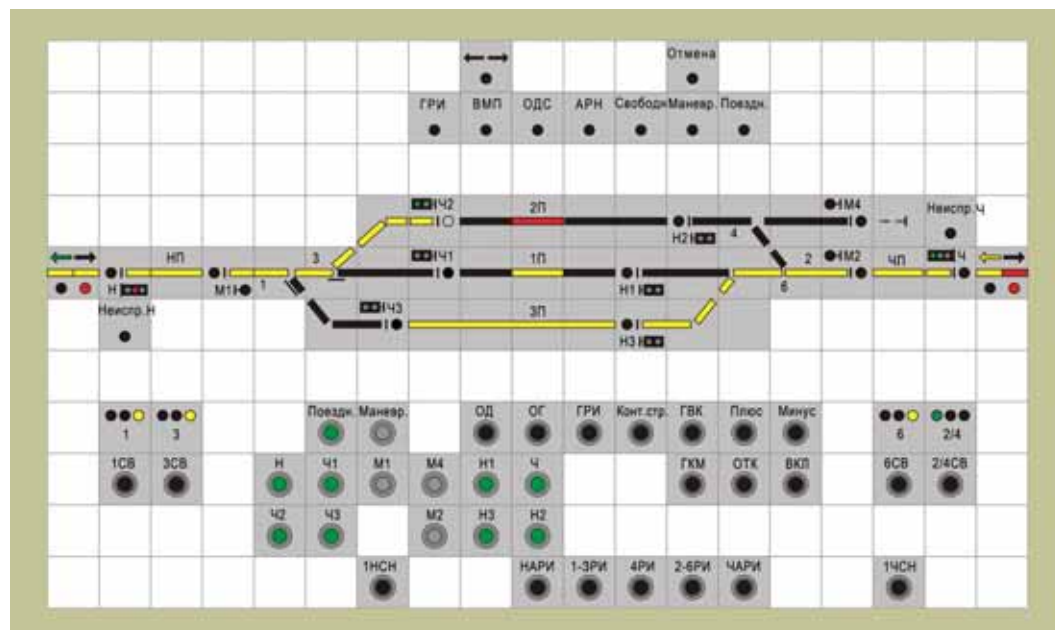 Отмена
ГРИ ВМП ОДС АРН Свободн Маневр. Поездн.
Ч2 2П М4 Неиспр.Ч
Н2 4
НП 3 Ч1 1П 2 М2 ЧП Ч
Н М1 1 Н1 6
Неиспр.Н Ч3 3П
Н3
Поездн. Маневр. ОД ОГ ГРИ Конт.стр. ГВК Плюс Минус
1 3 6 2/4
1СВ 3СВ Н Ч1 М1 М4 Н1 Ч ГКМ ОТК ВКЛ 6СВ 2/4СВ
Ч2 Ч3 М2 Н3 Н2
1НСН НАРИ 1-3РИ 4РИ 2-6РИ ЧАРИ 1ЧСН